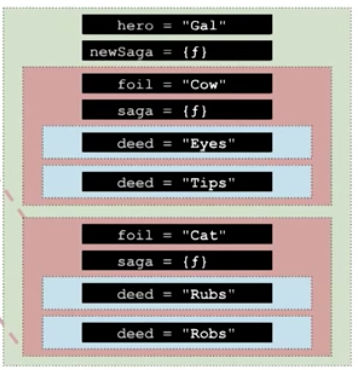 hero = "Gal"
newSaga = {ƒ}
foil = "Cow"
saga = {ƒ}
deed = "Eyes"
deed = "Tips"
foil = "Cat"
saga = {ƒ}
deed = "Rubs"
deed = "Robs"